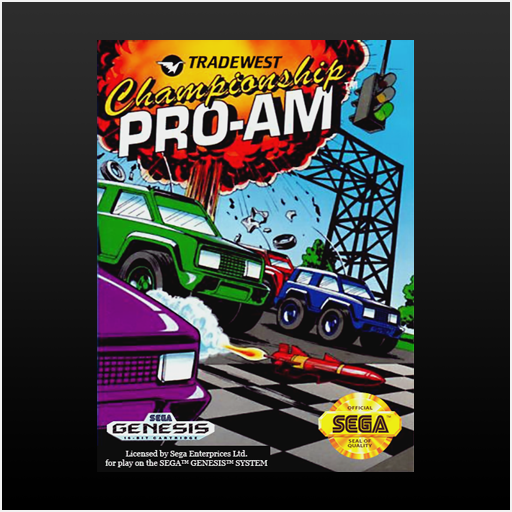 TRADEWEST
Championship™
PRO-AM
SEGA
GENESIS
16-BIT CARTRIDGE
Licensed by Sega Enterprices Ltd.
for play on the SEGA™ GENESIS™ SYSTEM
OFFICIAL
SEGA
SEAL OF
QUALITY